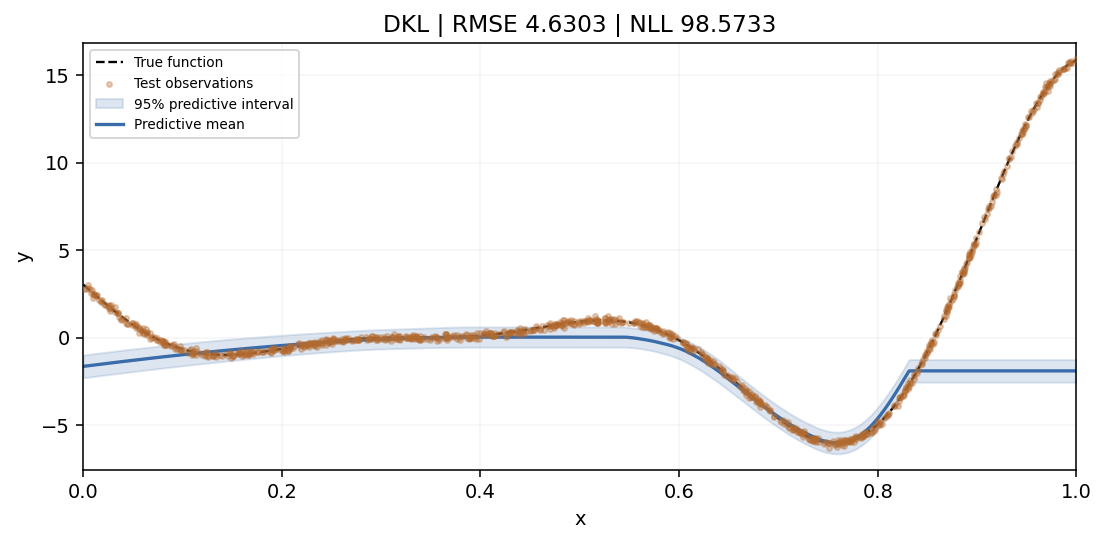 DKL | RMSE 4.6303 | NLL 98.5733
True function
Test observations
95% predictive interval
Predictive mean
y
15
10
5
0
−5
0.0 0.2 0.4 0.6 0.8 1.0
x